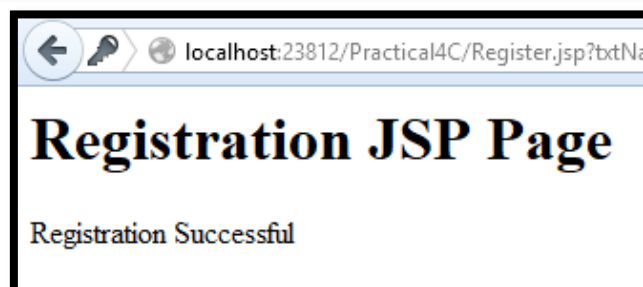 localhost:23812/Practical4C/Register.jsp?txtNa
Registration JSP Page
Registration Successful